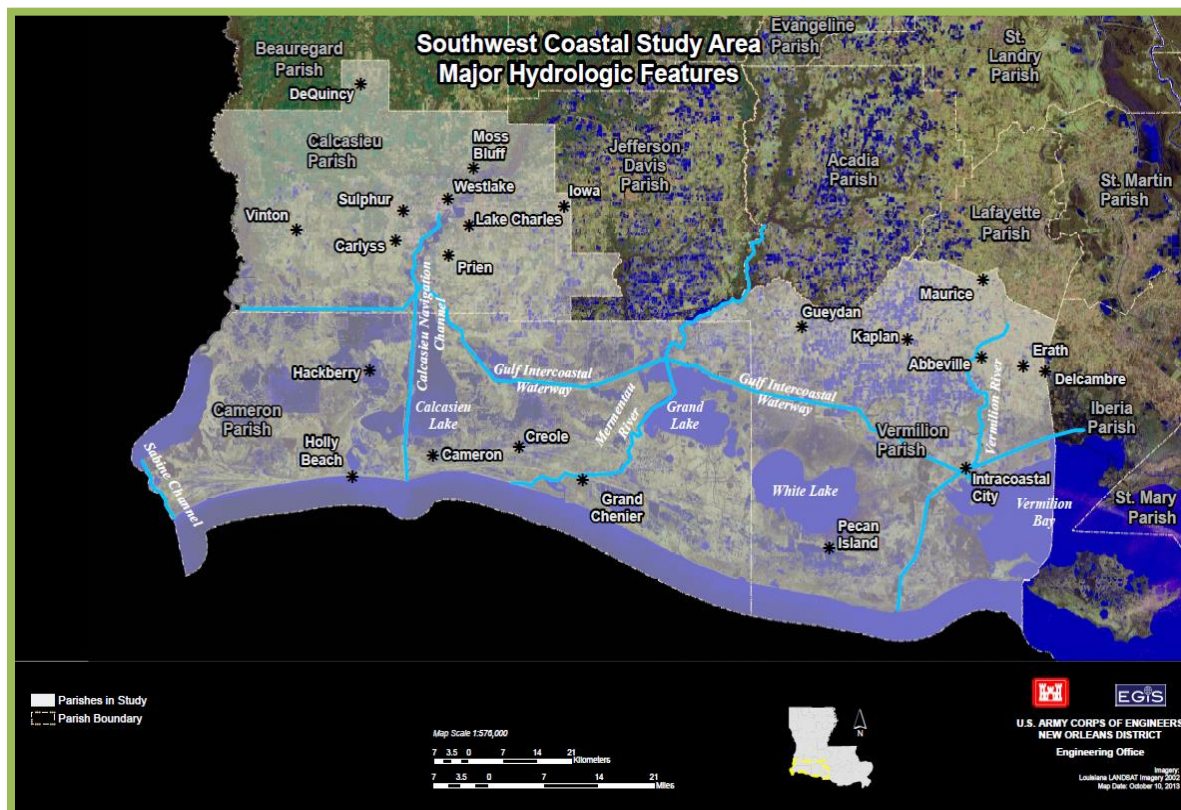 Southwest Coastal Study Area
Major Hydrologic Features
Evangeline
Parish
St.
Landry
Parish
Beauregard
Parish
DeQuincy
Calcasieu
Parish
Moss
Bluff
Jefferson
Davis
Parish
Acadia
Parish
St. Martin
Parish
Westlake
Iowa
Sulphur
Vinton
Lake Charles
Lafayette
Parish
Carlyss
Prien
Calcasieu Navigation
Channel
Maurice
Gueydan
Kaplan
Abbeville
Erath
Delcambre
Hackberry
Gulf Intercoastal
Waterway
Gulf Intercoastal
Waterway
Vermilion River
Mermentau
River
Grand
Lake
Calcasieu
Lake
Cameron
Parish
Iberia
Parish
Vermilion
Parish
Creole
Holly
Beach
Cameron
Sabine Channel
Grand
Chenier
White Lake
Intracoastal
City
Vermilion
Bay
St. Mary
Parish
Pecan
Island
Parishes in Study
Parish Boundary
Map Scale 1:576,000
7 3.5 0 7 14 21
Kilometers
7 3.5 0 7 14 21
Miles
N
EGIS
U.S. ARMY CORPS OF ENGINEERS
NEW ORLEANS DISTRICT
Engineering Office
Imagery:
Louisiana LANDSAT Imagery 2002
Map Date: October 10, 2013